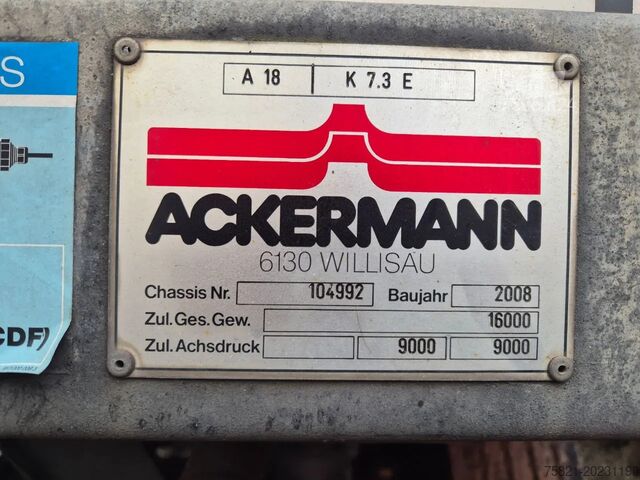 S
A 18 | K 7.3 E
ACKERMANN
6130 WILLISAU
Chassis Nr. 104992 Baujahr 2008
Zul.Ges.Gew. 16000
Zul.Achsdruck 9000 9000
CDF)